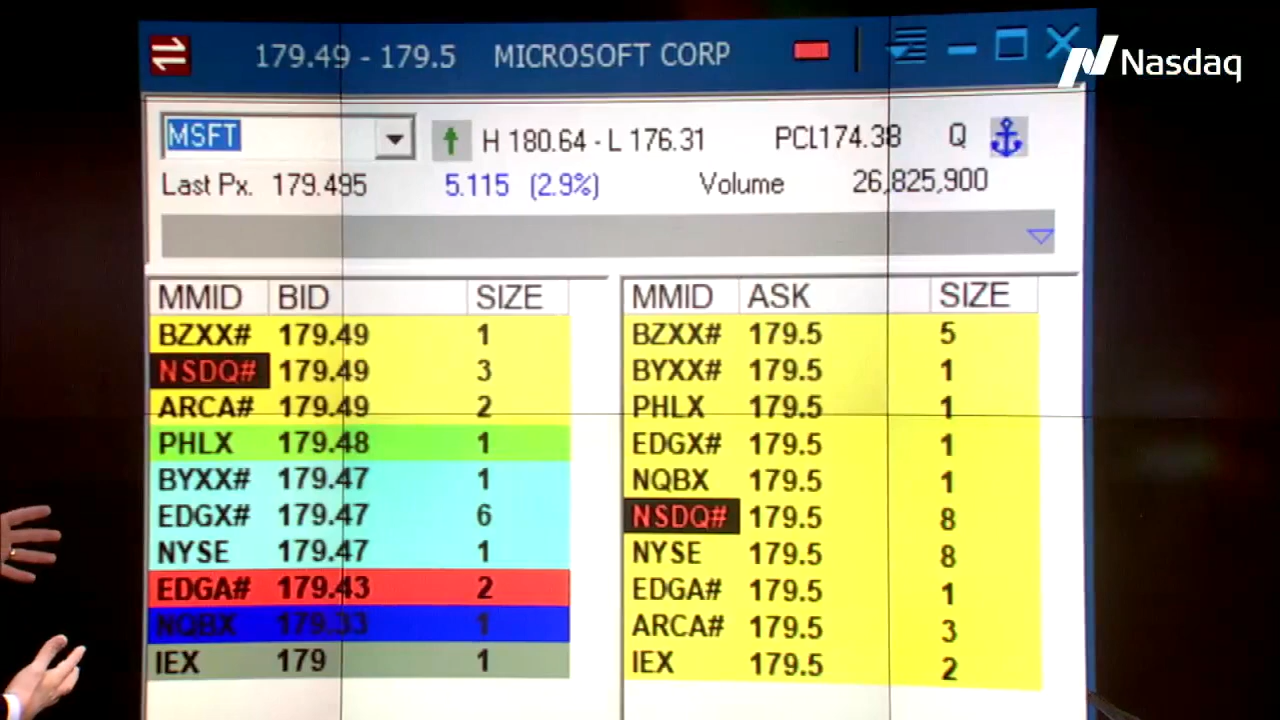 179.49 - 179.5 MICROSOFT CORP
Nasdaq
MSFT H 180.64 - L 176.31 PCL174.38 Q
Last Px. 179.495 5.115 (2.9%) Volume 26,825,900
MMID BID SIZE MMID ASK SIZE
BZXX# 179.49 1 BZXX# 179.5 5
NSDQ# 179.49 3 BYXX# 179.5 1
ARCA# 179.49 2 PHLX 179.5 1
PHLX 179.48 1 EDGX# 179.5 1
BYXX# 179.47 1 NQBX 179.5 1
EDGX# 179.47 6 NSDQ# 179.5 8
NYSE 179.47 1 NYSE 179.5 8
EDGA# 179.43 2 EDGA# 179.5 1
NQBX 179.33 1 ARCA# 179.5 3
IEX 179 1 IEX 179.5 2